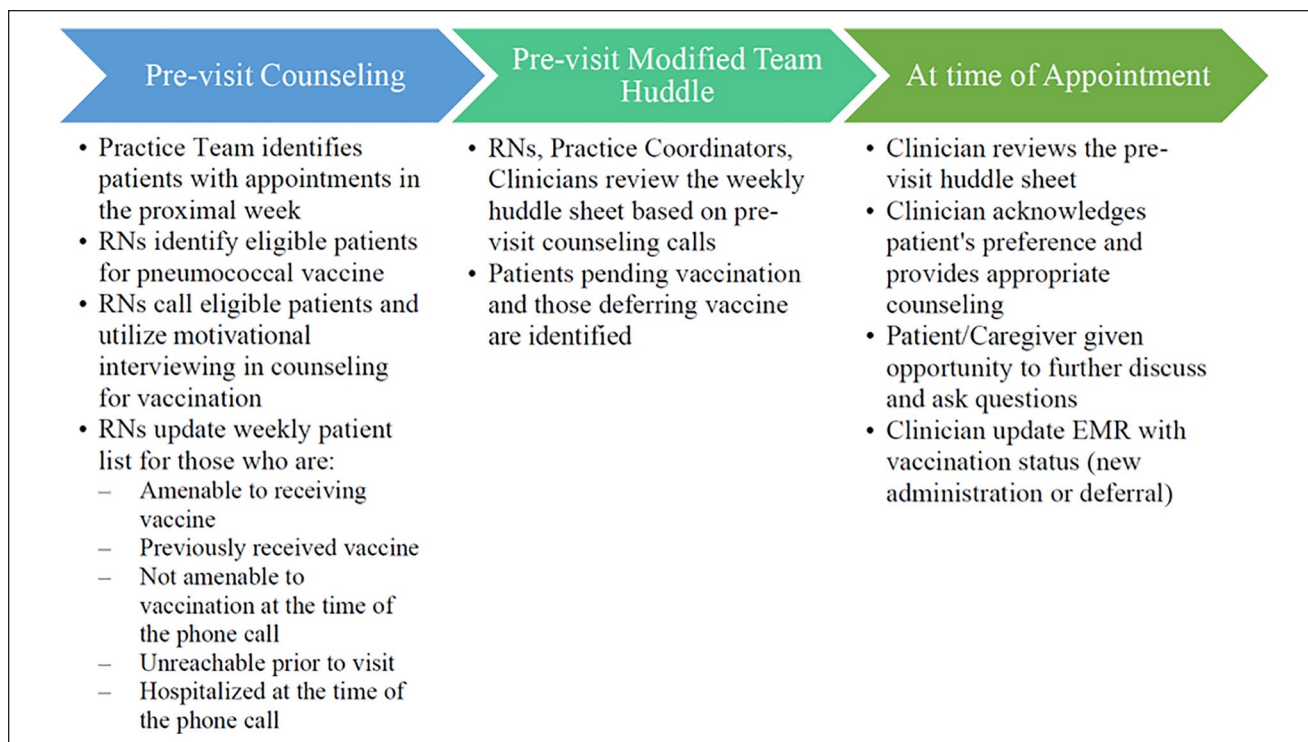 Pre-visit Counseling
• Practice Team identifies
patients with appointments in
the proximal week
• RNs identify eligible patients
for pneumococcal vaccine
• RNs call eligible patients and
utilize motivational
interviewing in counseling
for vaccination
• RNs update weekly patient
list for those who are:
– Amenable to receiving
vaccine
– Previously received vaccine
– Not amenable to
vaccination at the time of
the phone call
– Unreachable prior to visit
– Hospitalized at the time of
the phone call
Pre-visit Modified Team
Huddle
• RNs, Practice Coordinators,
Clinicians review the weekly
huddle sheet based on pre-
visit counseling calls
• Patients pending vaccination
and those deferring vaccine
are identified
At time of Appointment
• Clinician reviews the pre-
visit huddle sheet
• Clinician acknowledges
patient's preference and
provides appropriate
counseling
• Patient/Caregiver given
opportunity to further discuss
and ask questions
• Clinician update EMR with
vaccination status (new
administration or deferral)